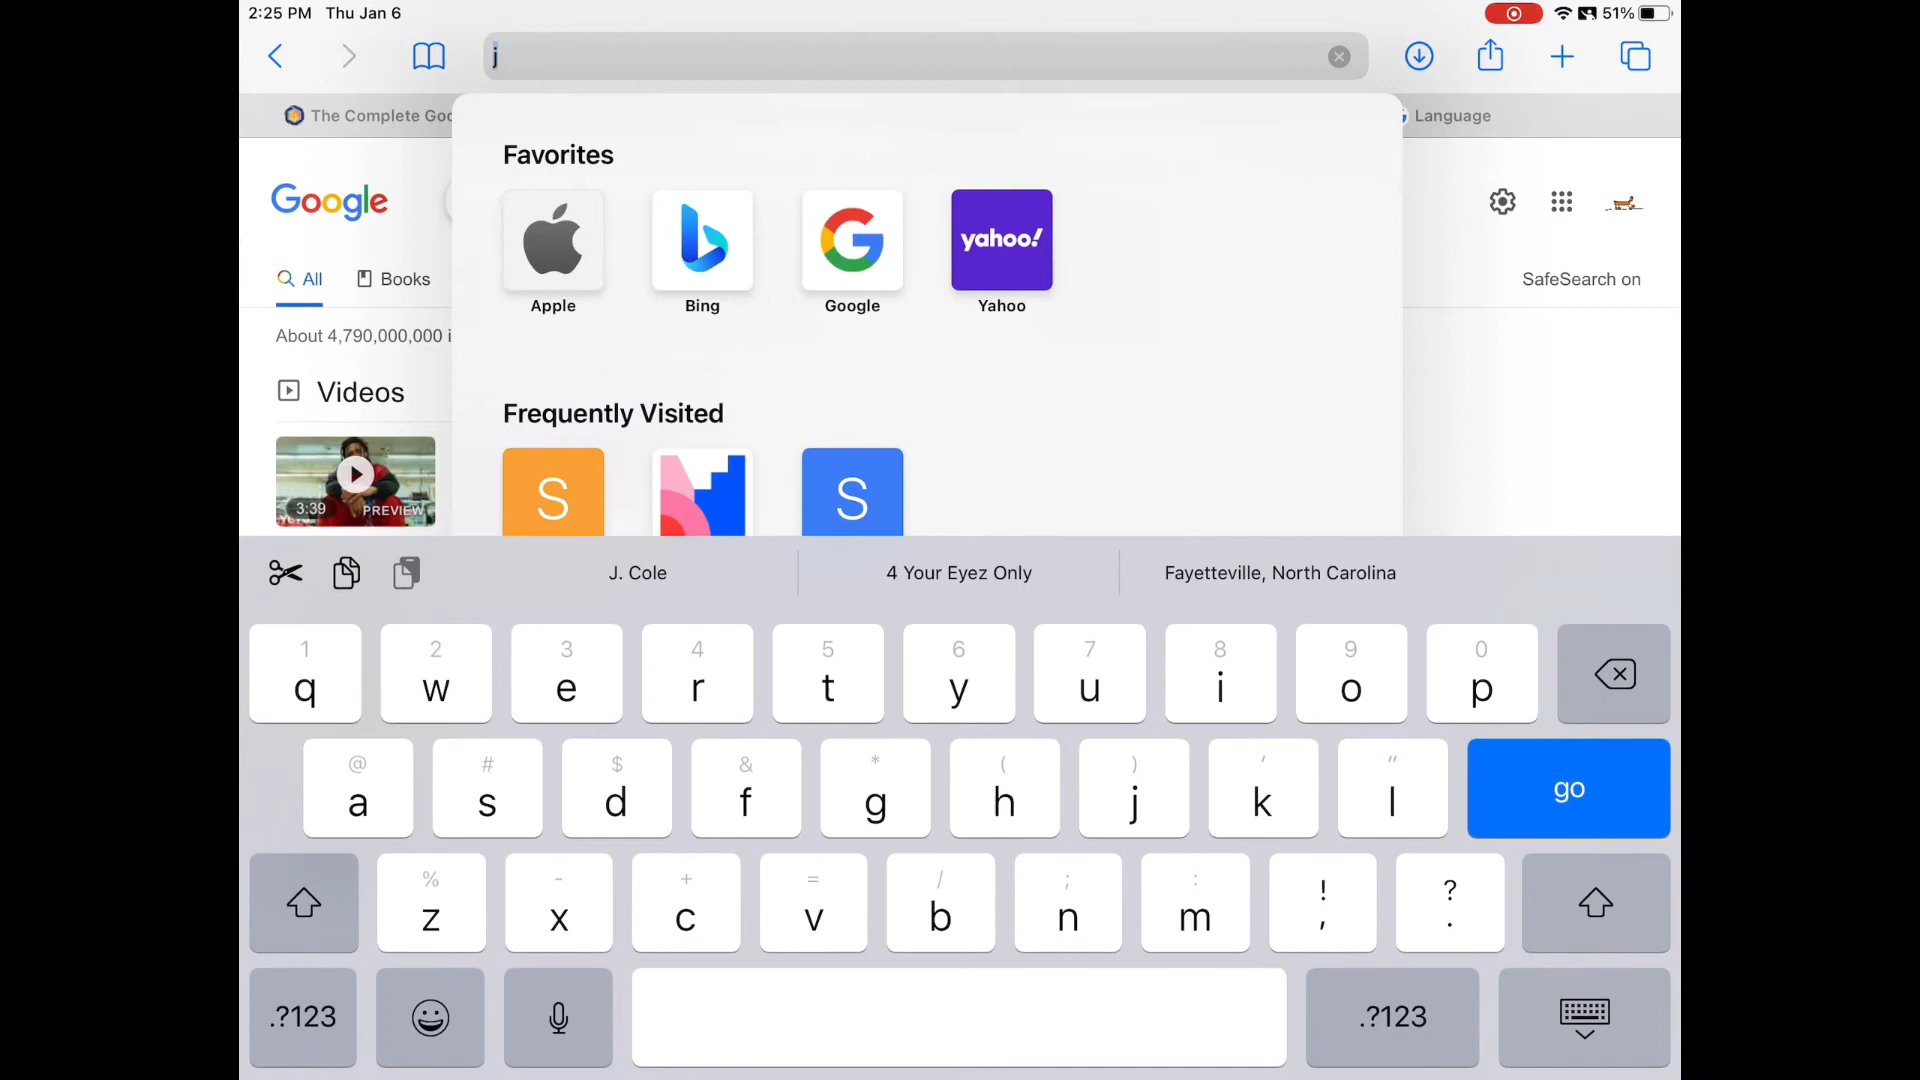 2:25 PM Thu Jan 6
51%
j
The Complete Goo
Language
Google
All
Books
SafeSearch on
About 4,790,000,000
Videos
3:39
PREVIEW
Favorites
Apple
Bing
Google
yahoo!
Yahoo
Frequently Visited
S
S
J. Cole
4 Your Eyez Only
Fayetteville, North Carolina
1 2 3 4 5 6 7 8 9 0
q w e r t y u i o p
@ # $ & * ( ) ' "
a s d f g h j k l go
% - + = / ; : ! ?
z x c v b n m , .
.?123 .?123